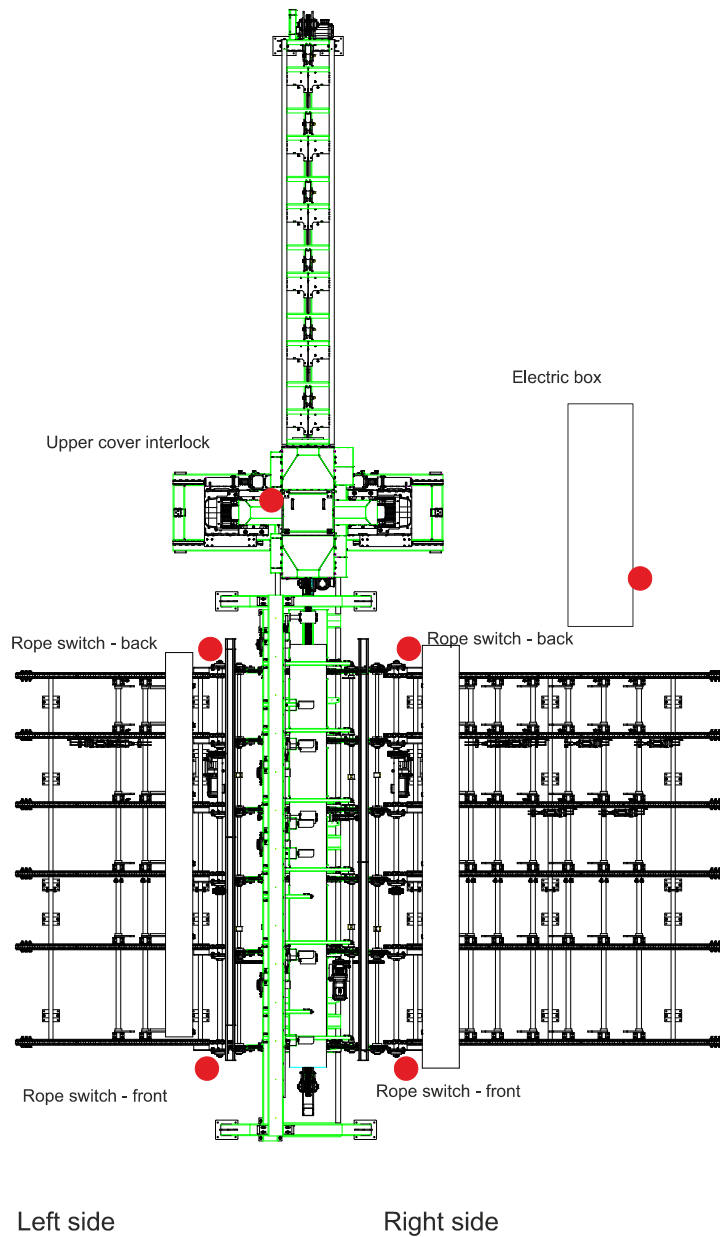 Electric box
Upper cover interlock
Rope switch - back
Rope switch - back
Rope switch - front
Rope switch - front
Left side
Right side